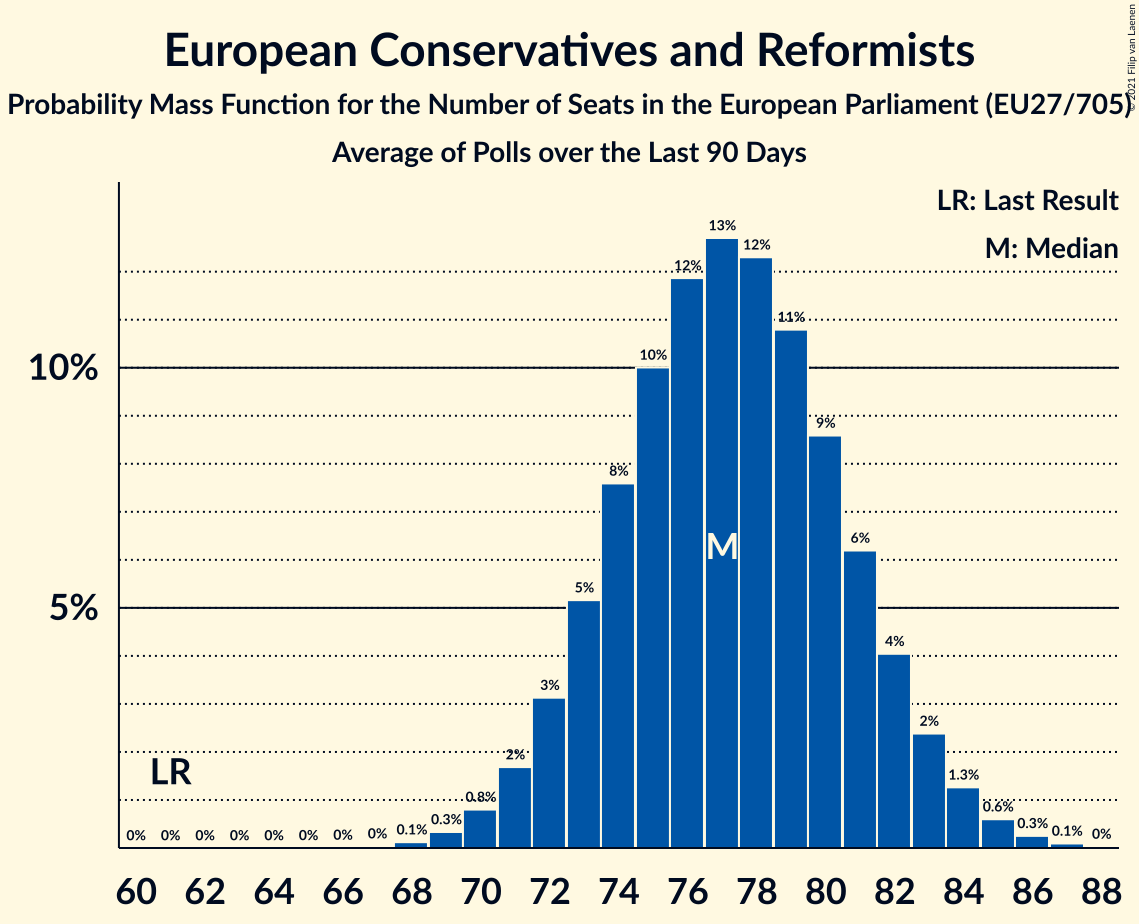 European Conservatives and Reformists
Probability Mass Function for the Number of Seats in the European Parliament (EU27/705)
Average of Polls over the Last 90 Days
© 2021 Filip van Laenen
LR: Last Result
M: Median
10%
5%
LR
M
0% 0% 0% 0% 0% 0% 0% 0% 0.1% 0.3% 0.8% 2% 3% 5% 8% 10% 12% 13% 12% 11% 9% 6% 4% 2% 1.3% 0.6% 0.3% 0.1% 0%
60 62 64 66 68 70 72 74 76 78 80 82 84 86 88